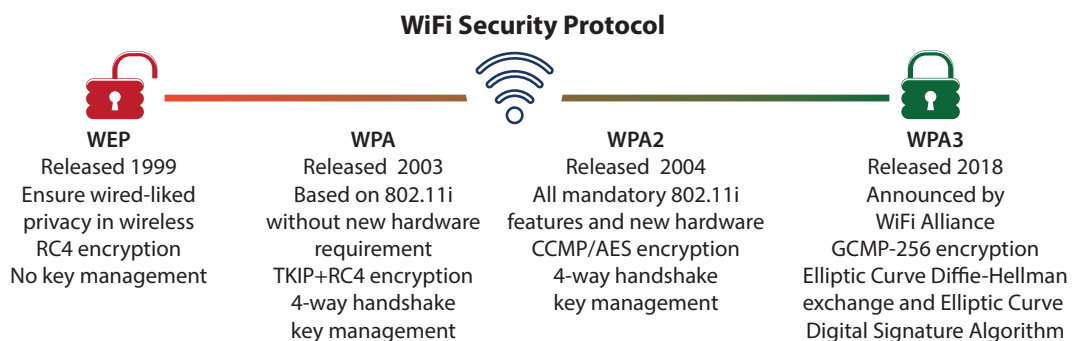 WiFi Security Protocol
WEP
Released 1999
Ensure wired-liked
privacy in wireless
RC4 encryption
No key management
WPA
Released 2003
Based on 802.11i
without new hardware
requirement
TKIP+RC4 encryption
4-way handshake
key management
WPA2
Released 2004
All mandatory 802.11i
features and new hardware
CCMP/AES encryption
4-way handshake
key management
WPA3
Released 2018
Announced by
WiFi Alliance
GCMP-256 encryption
Elliptic Curve Diffie-Hellman
exchange and Elliptic Curve
Digital Signature Algorithm